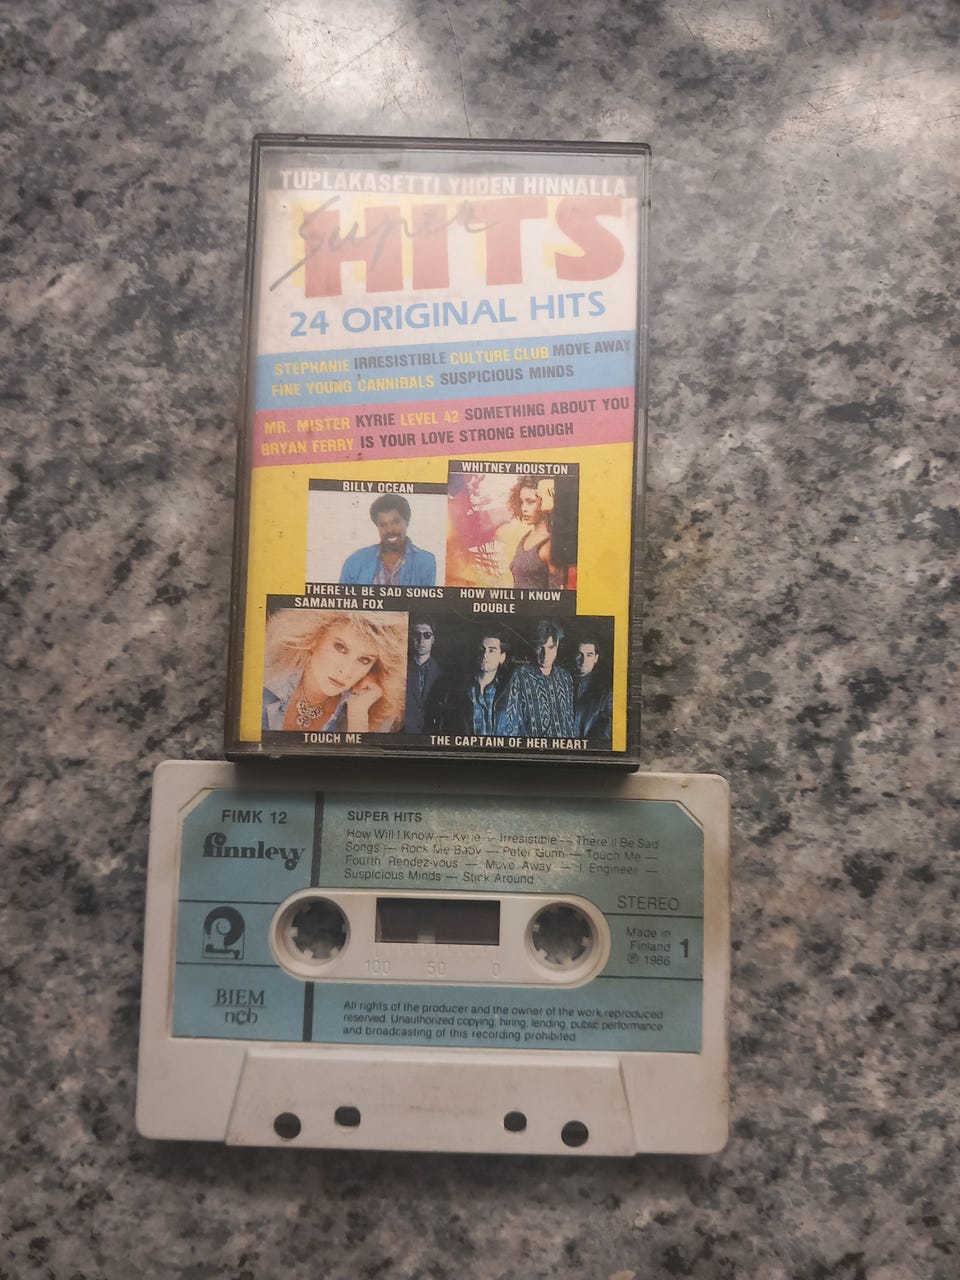 TUPLAKASETTI YHDEN HINNALLA
Super
HITS
24 ORIGINAL HITS
STEPHANIE IRRESISTIBLE CULTURE CLUB MOVE AWAY
FINE YOUNG CANNIBALS SUSPICIOUS MINDS
MR. MISTER KYRIE LEVEL 42 SOMETHING ABOUT YOU
BRYAN FERRY IS YOUR LOVE STRONG ENOUGH
WHITNEY HOUSTON
BILLY OCEAN
THERE'LL BE SAD SONGS
HOW WILL I KNOW
SAMANTHA FOX
DOUBLE
TOUCH ME
THE CAPTAIN OF HER HEART
FIMK 12
finnlevy
SUPER HITS
How Will I Know — Kyrie — Irresistible — There'll Be Sad
Songs — Rock Me Baby — Peter Gunn — Touch Me —
Fourth Rendez-vous — Move Away — I Engineer —
Suspicious Minds — Stick Around
STEREO
Made in
Finland
℗ 1986
1
100 50 0
BIEM
ncb
All rights of the producer and the owner of the work reproduced
reserved. Unauthorized copying, hiring, lending, public performance
and broadcasting of this recording prohibited